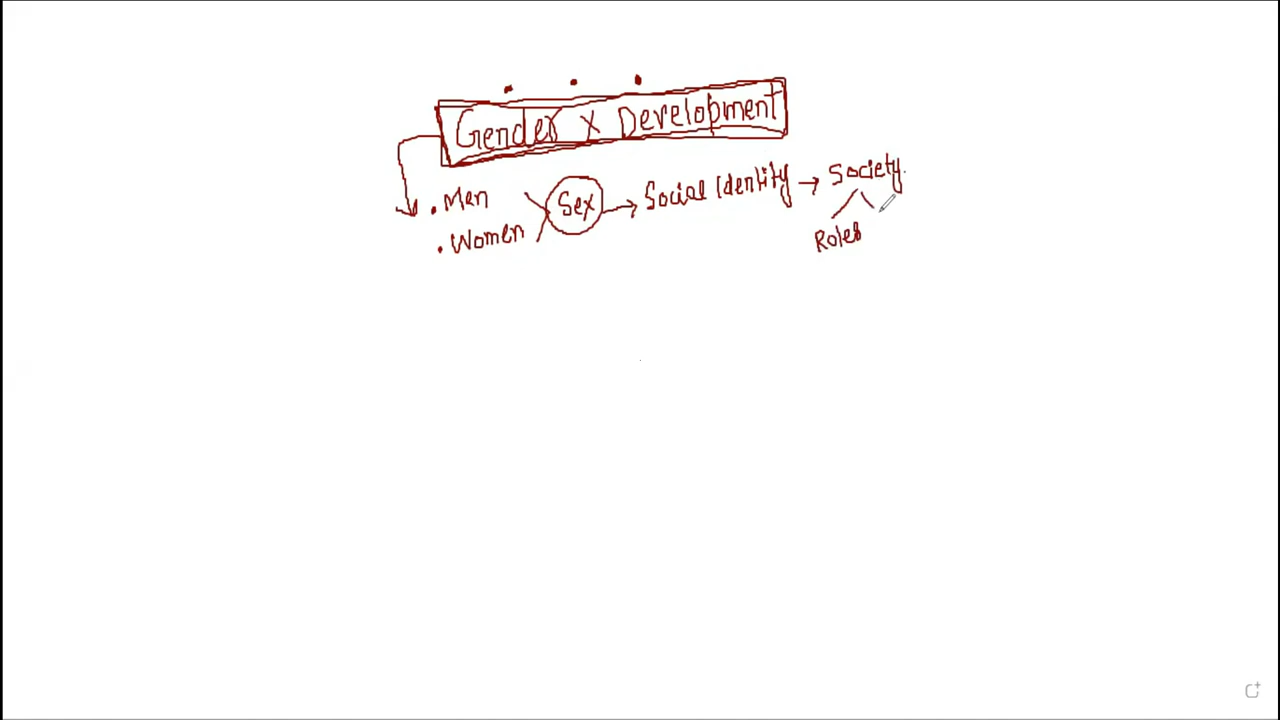 Gender x Development
• Men
• Women
Sex → Social Identity → Society.
Roles